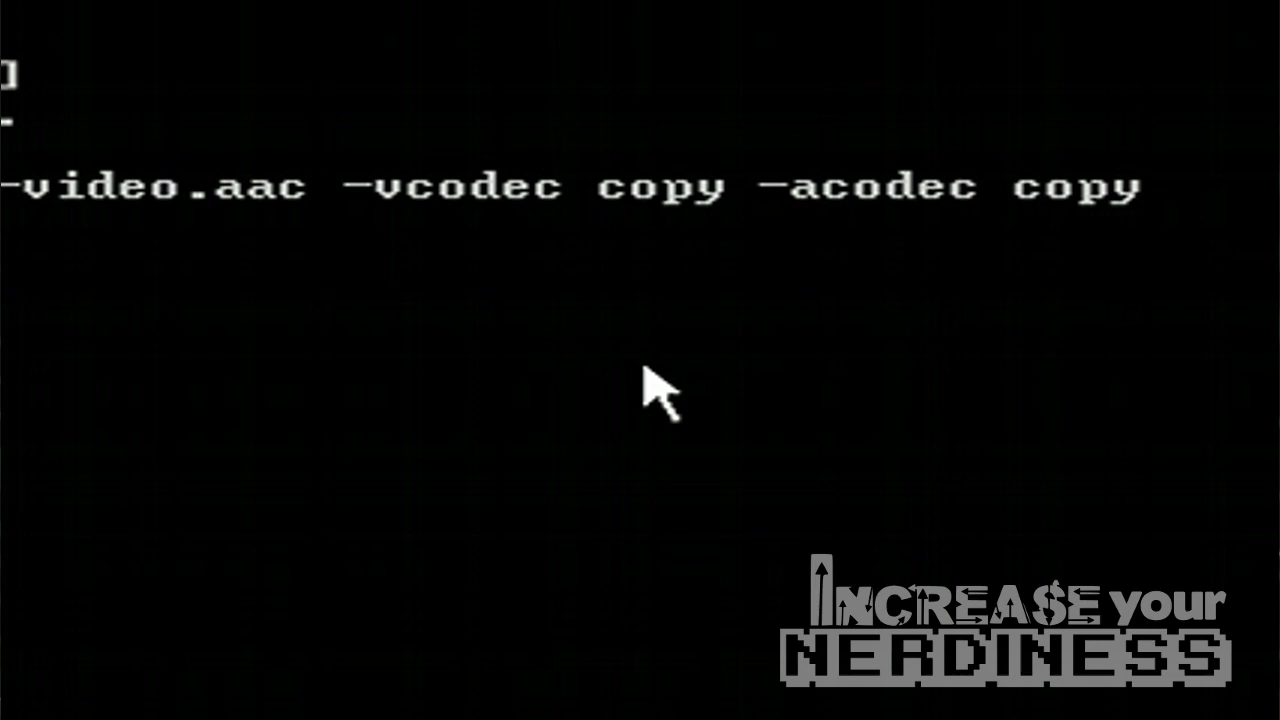 ]
-
-video.aac -vcodec copy -acodec copy
INCREASE your
NERDINESS